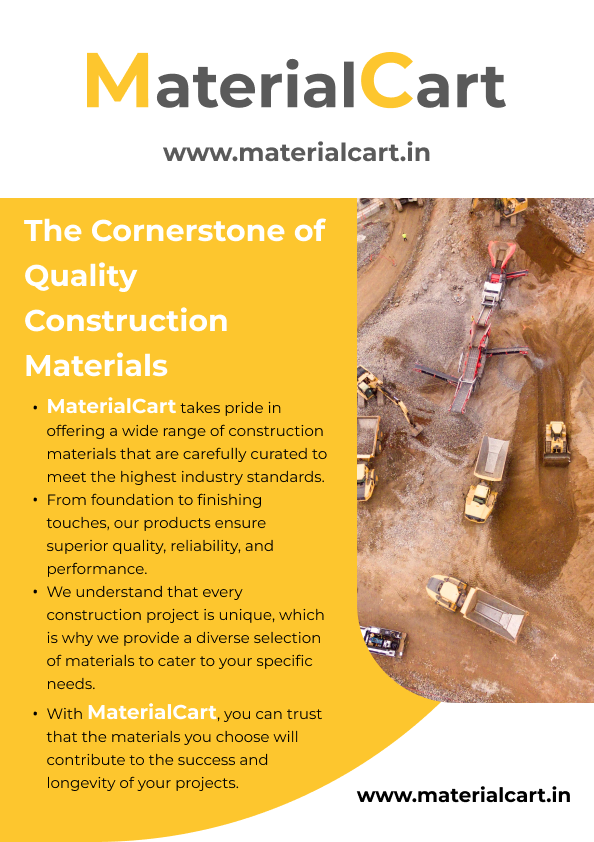 MaterialCart
www.materialcart.in
The Cornerstone of
Quality
Construction
Materials
• MaterialCart takes pride in
offering a wide range of construction
materials that are carefully curated to
meet the highest industry standards.
• From foundation to finishing
touches, our products ensure
superior quality, reliability, and
performance.
• We understand that every
construction project is unique, which
is why we provide a diverse selection
of materials to cater to your specific
needs.
• With MaterialCart, you can trust
that the materials you choose will
contribute to the success and
longevity of your projects.
www.materialcart.in